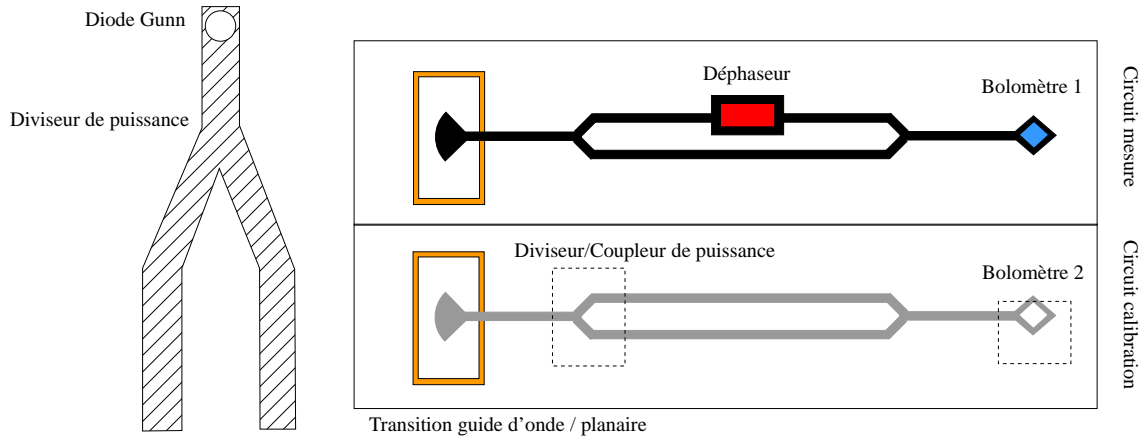 Diode Gunn
Diviseur de puissance
Déphaseur
Bolomètre 1
Circuit mesure
Diviseur/Coupleur de puissance
Bolomètre 2
Circuit calibration
Transition guide d'onde / planaire